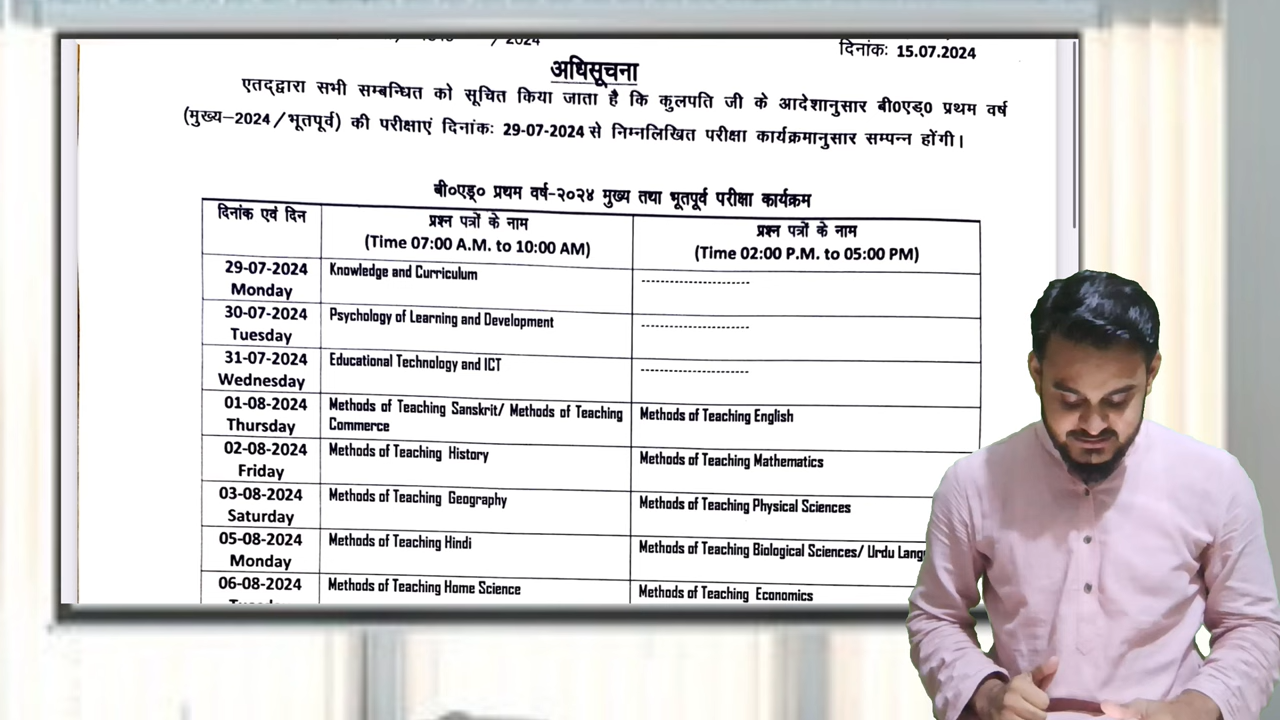 / 2024
दिनांकः 15.07.2024
अधिसूचना
एतद्द्वारा सभी सम्बन्धित को सूचित किया जाता है कि कुलपति जी के आदेशानुसार बी0एड्0 प्रथम वर्ष
(मुख्य–2024 / भूतपूर्व) की परीक्षाएं दिनांकः 29-07-2024 से निम्नलिखित परीक्षा कार्यक्रमानुसार सम्पन्न होंगी।
बी०एड्० प्रथम वर्ष-२०२४ मुख्य तथा भूतपूर्व परीक्षा कार्यक्रम
दिनांक एवं दिन
प्रश्न पत्रों के नाम
(Time 07:00 A.M. to 10:00 AM)
प्रश्न पत्रों के नाम
(Time 02:00 P.M. to 05:00 PM)
29-07-2024
Monday
Knowledge and Curriculum
----------------------
30-07-2024
Tuesday
Psychology of Learning and Development
----------------------
31-07-2024
Wednesday
Educational Technology and ICT
----------------------
01-08-2024
Thursday
Methods of Teaching Sanskrit/ Methods of Teaching
Commerce
Methods of Teaching English
02-08-2024
Friday
Methods of Teaching History
Methods of Teaching Mathematics
03-08-2024
Saturday
Methods of Teaching Geography
Methods of Teaching Physical Sciences
05-08-2024
Monday
Methods of Teaching Hindi
Methods of Teaching Biological Sciences/ Urdu Lang
06-08-2024
Methods of Teaching Home Science
Methods of Teaching Economics